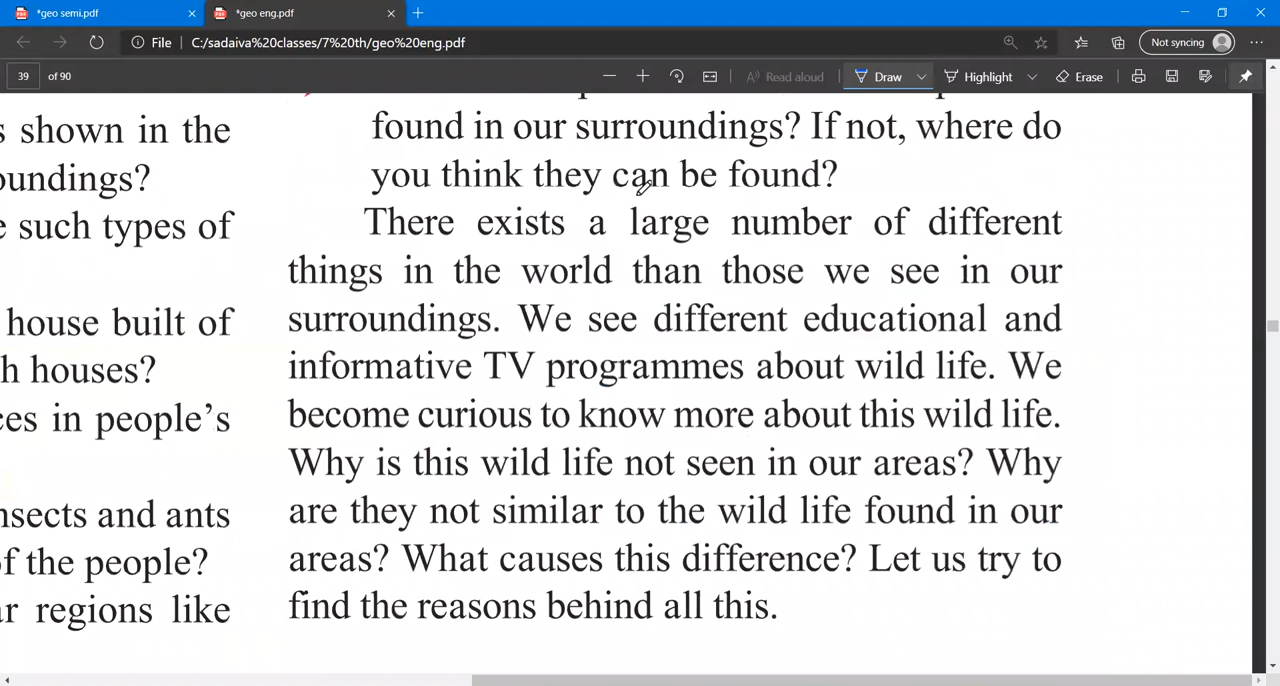 *geo semi.pdf
*geo eng.pdf
File
C:/sadaiva%20classes/7%20th/geo%20eng.pdf
Not syncing
39 of 90
Read aloud
Draw
Highlight
Erase
s shown in the
oundings?
e such types of
house built of
h houses?
ces in people's
nsects and ants
of the people?
ar regions like
found in our surroundings? If not, where do
you think they can be found?
There exists a large number of different
things in the world than those we see in our
surroundings. We see different educational and
informative TV programmes about wild life. We
become curious to know more about this wild life.
Why is this wild life not seen in our areas? Why
are they not similar to the wild life found in our
areas? What causes this difference? Let us try to
find the reasons behind all this.